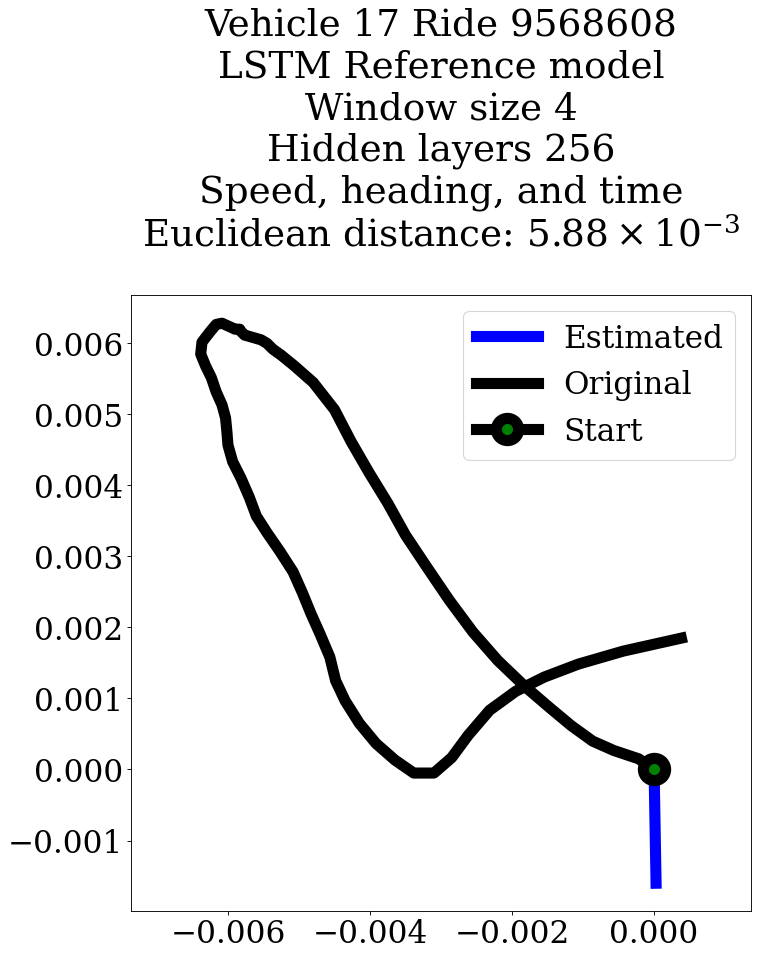 Vehicle 17 Ride 9568608
LSTM Reference model
Window size 4
Hidden layers 256
Speed, heading, and time
Euclidean distance: 5.88 × 10⁻³
Estimated
Original
Start
0.006
0.005
0.004
0.003
0.002
0.001
0.000
−0.001
−0.006 −0.004 −0.002 0.000